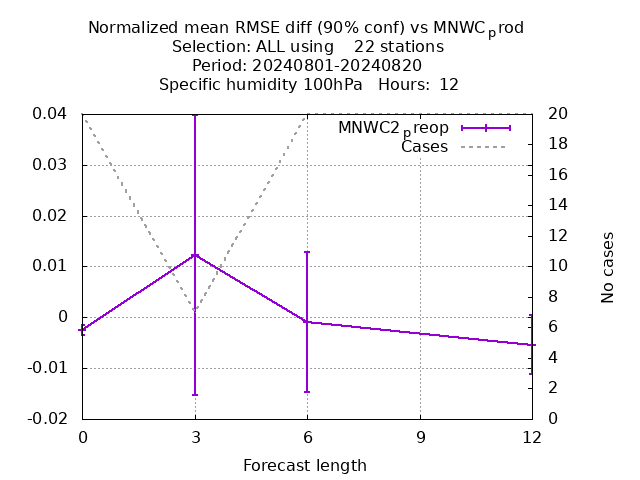 Normalized mean RMSE diff (90% conf) vs MNWC_prod
Selection: ALL using    22 stations
Period: 20240801-20240820
Specific humidity 100hPa   Hours: 12
MNWC2_preop
Cases
0.04
0.03
0.02
0.01
0
-0.01
-0.02
20
18
16
14
12
10
8
6
4
2
0
No cases
0 3 6 9 12
Forecast length